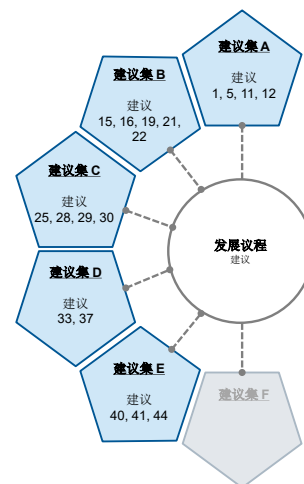 建议集 A
建议
1, 5, 11, 12
建议集 B
建议
15, 16, 19, 21,
22
建议集 C
建议
25, 28, 29, 30
发展议程
建议
建议集 D
建议
33, 37
建议集 E
建议
40, 41, 44
建议集 F